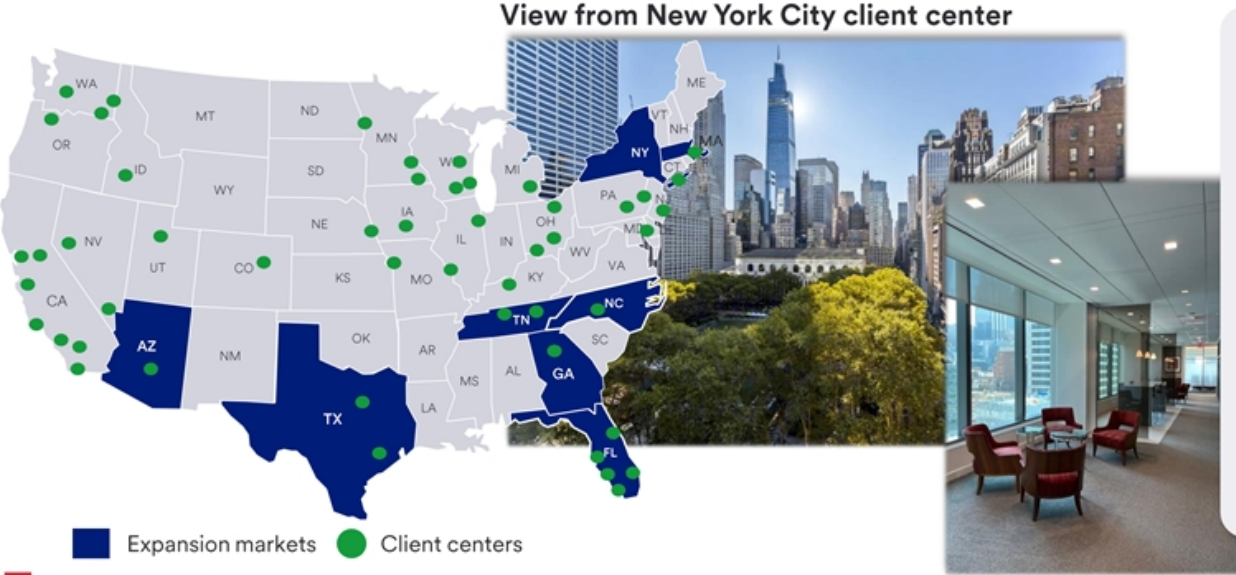 View from New York City client center
WA
MT
ND
MN
ME
VT
NH
MA
OR
ID
SD
MI
NY
CT
WY
IA
PA
NE
OH
NV
UT
CO
IL
IN
MD
WV
VA
KS
MO
KY
CA
NC
TN
OK
AZ
NM
AR
SC
MS
AL
GA
TX
LA
FL
Expansion markets
Client centers